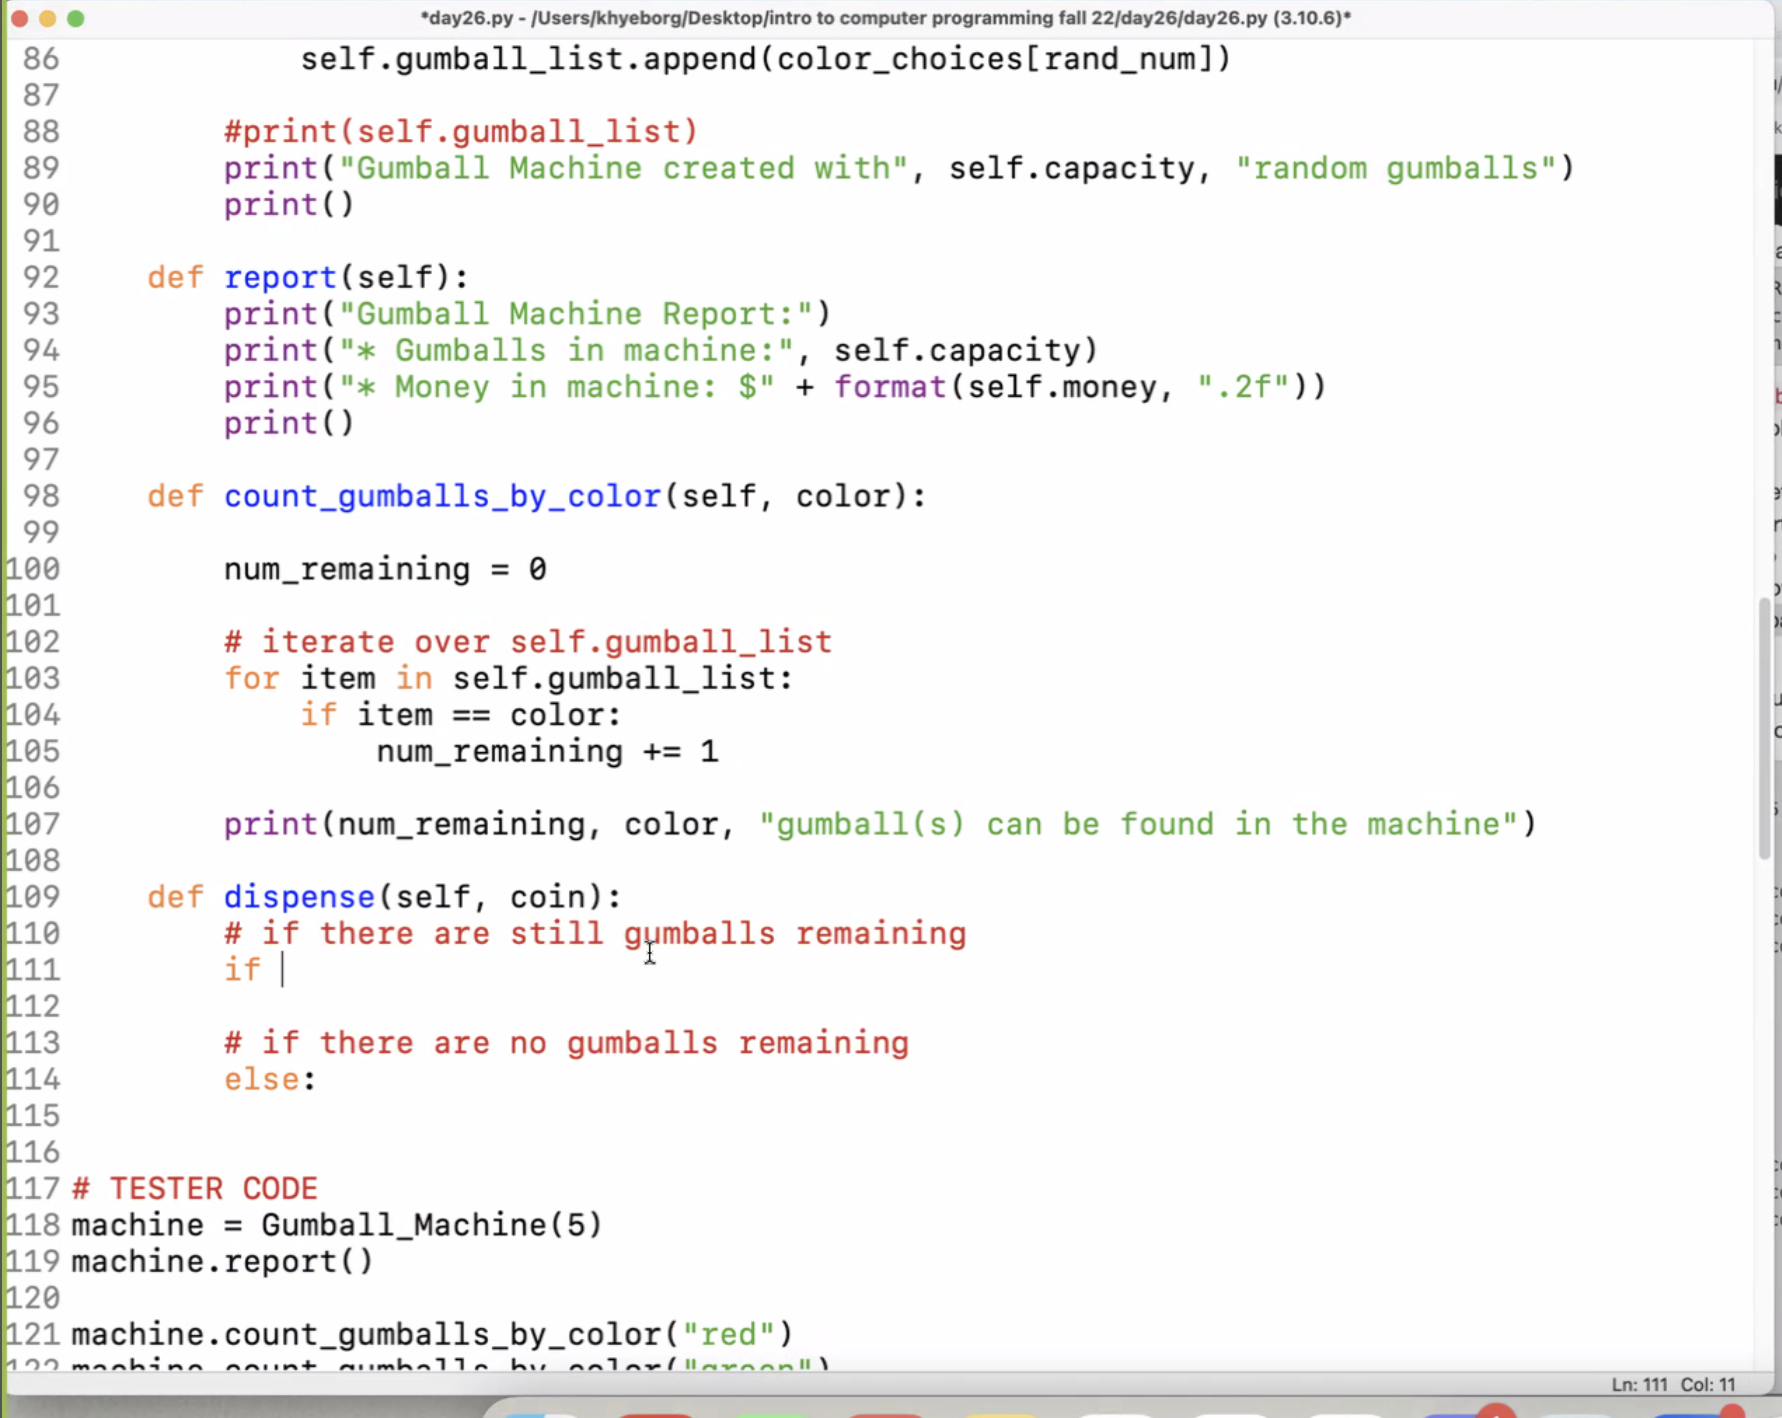 *day26.py - /Users/khyeborg/Desktop/intro to computer programming fall 22/day26/day26.py (3.10.6)*
86 self.gumball_list.append(color_choices[rand_num])
87
88 #print(self.gumball_list)
89 print("Gumball Machine created with", self.capacity, "random gumballs")
90 print()
91
92 def report(self):
93 print("Gumball Machine Report:")
94 print("* Gumballs in machine:", self.capacity)
95 print("* Money in machine: $" + format(self.money, ".2f"))
96 print()
97
98 def count_gumballs_by_color(self, color):
99
100 num_remaining = 0
101
102 # iterate over self.gumball_list
103 for item in self.gumball_list:
104 if item == color:
105 num_remaining += 1
106
107 print(num_remaining, color, "gumball(s) can be found in the machine")
108
109 def dispense(self, coin):
110 # if there are still gumballs remaining
111 if
112
113 # if there are no gumballs remaining
114 else:
115
116
117 # TESTER CODE
118 machine = Gumball_Machine(5)
119 machine.report()
120
121 machine.count_gumballs_by_color("red")
122 machine.count_gumballs_by_color("green")
Ln: 111 Col: 11